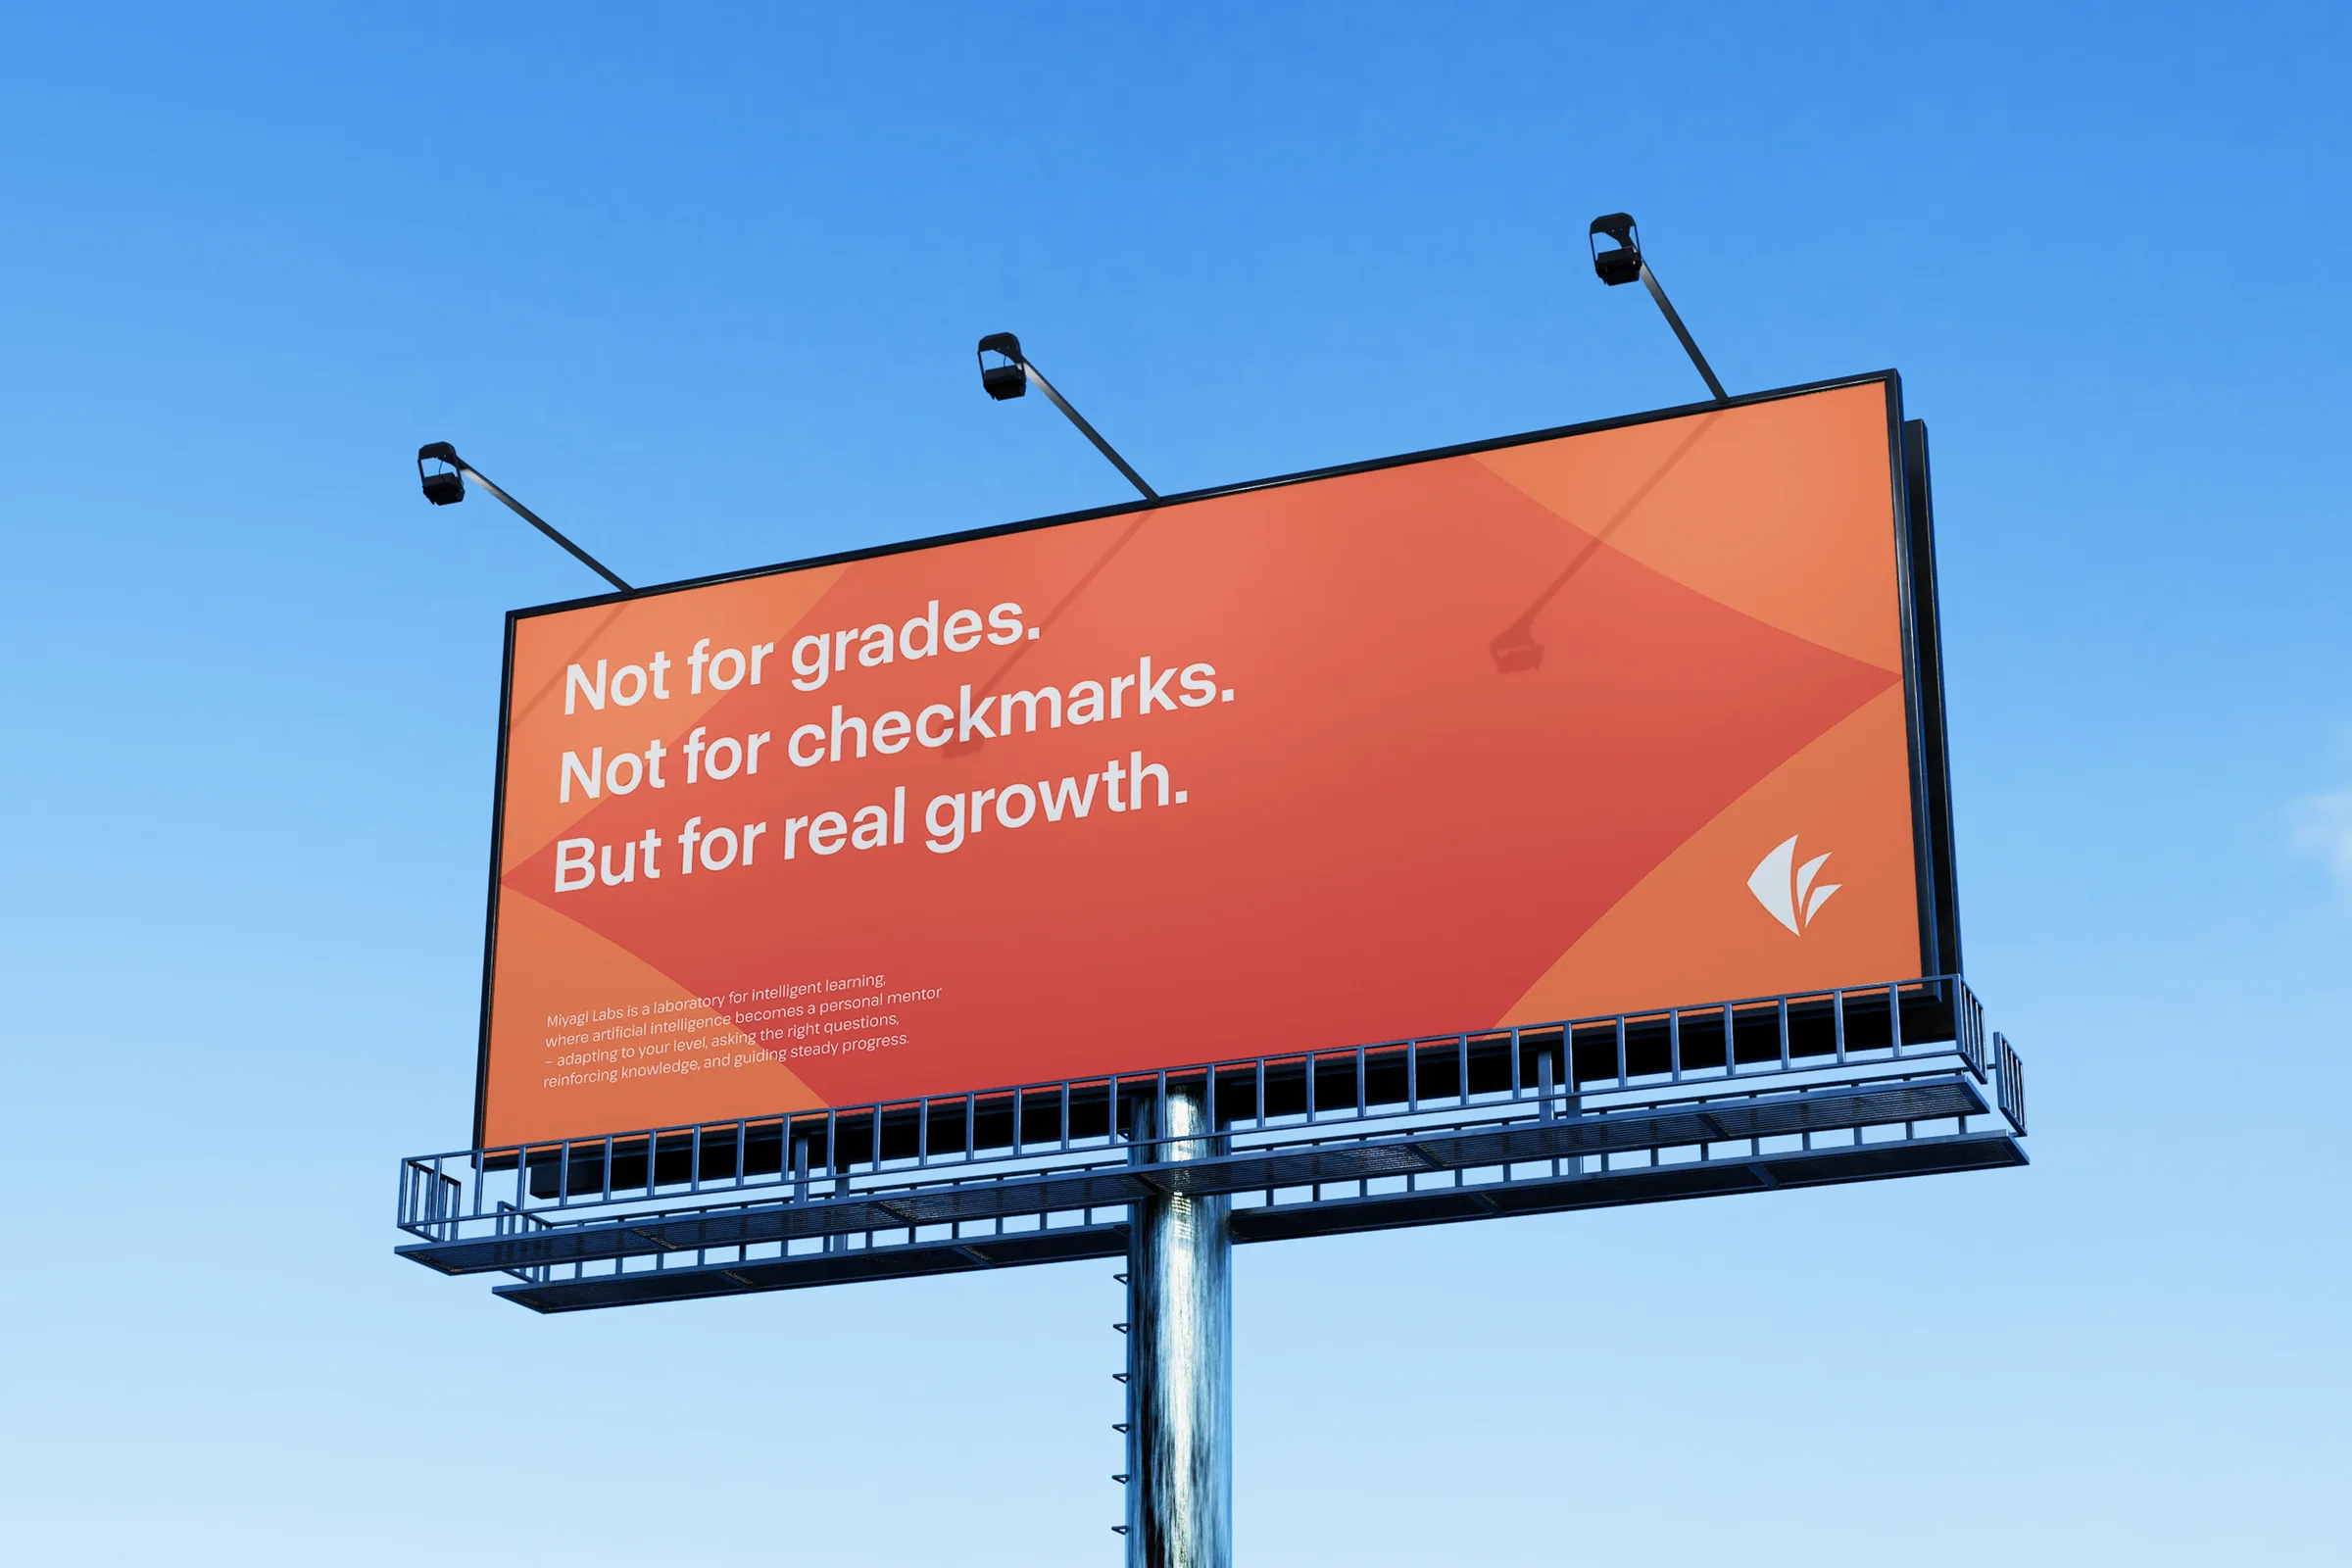 Not for grades.
Not for checkmarks.
But for real growth.
Miyagi Labs is a laboratory for intelligent learning,
where artificial intelligence becomes a personal mentor
– adapting to your level, asking the right questions,
reinforcing knowledge, and guiding steady progress.